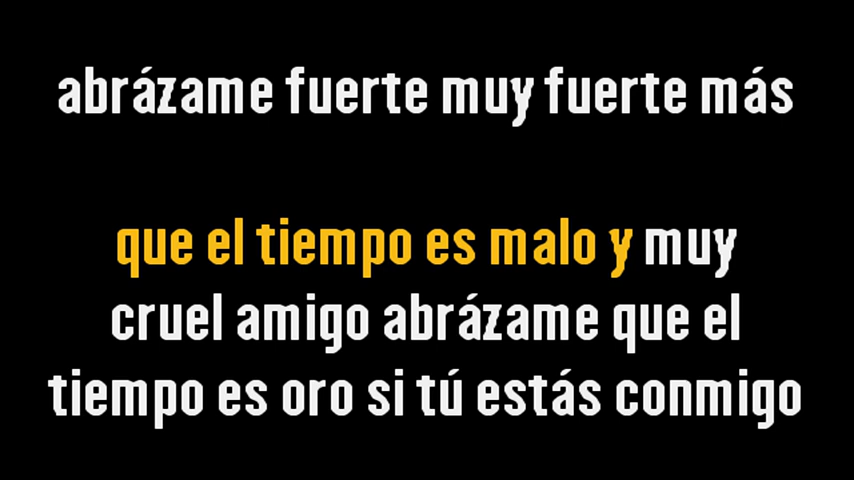 abrázame fuerte muy fuerte más
que el tiempo es malo y muy
cruel amigo abrázame que el
tiempo es oro si tú estás conmigo